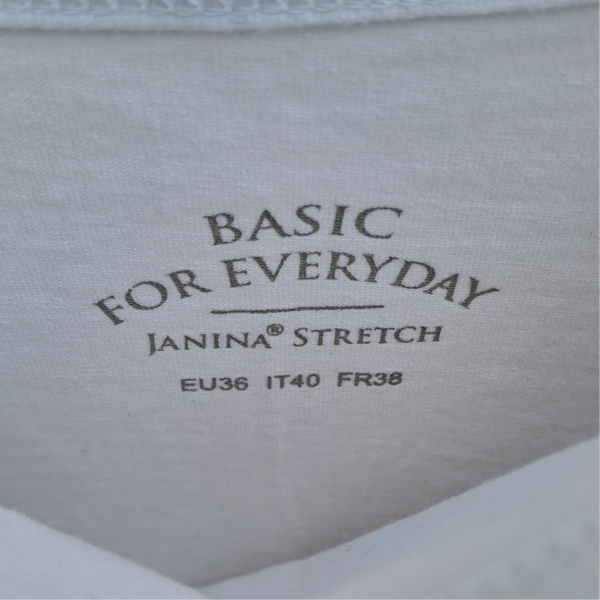 BASIC
FOR EVERYDAY
JANINA® STRETCH
EU36 IT40 FR38